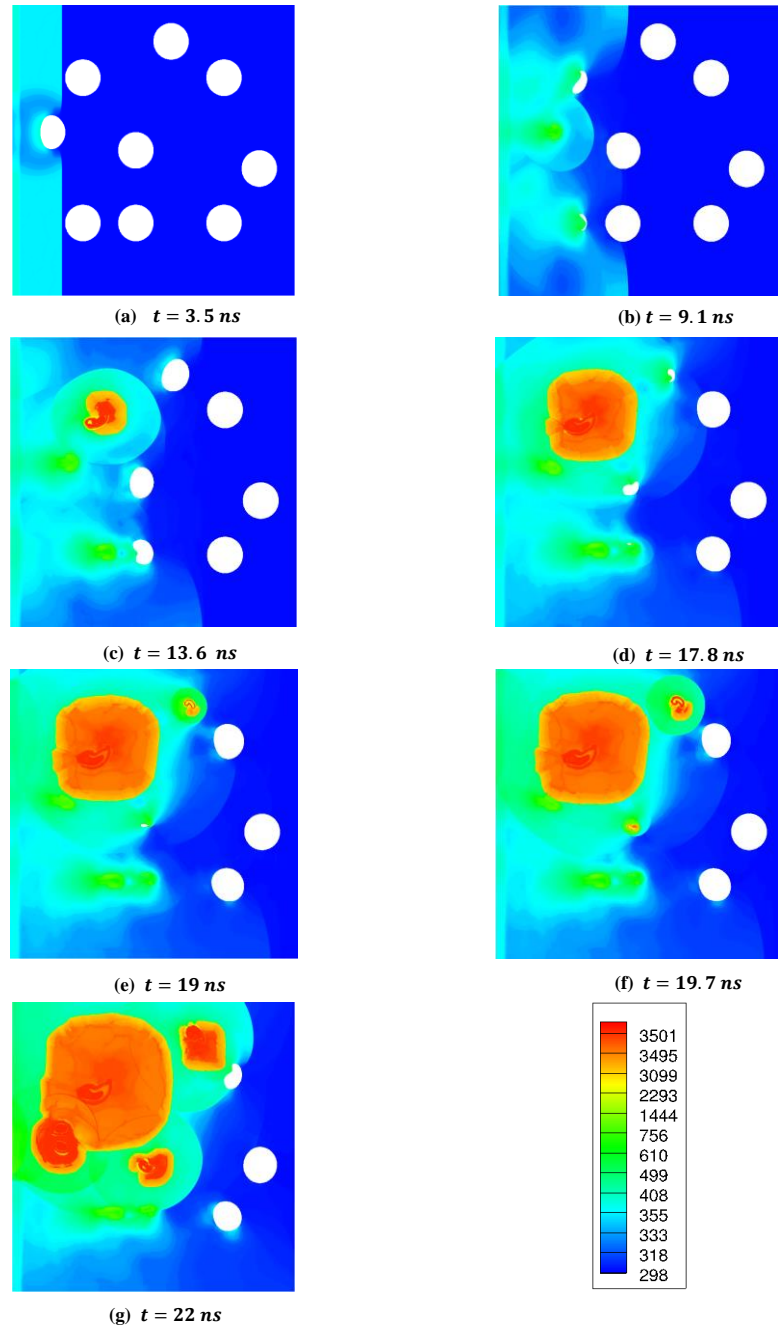 (a) t = 3.5 ns
(b) t = 9.1 ns
(c) t = 13.6 ns
(d) t = 17.8 ns
(e) t = 19 ns
(f) t = 19.7 ns
3501
3495
3099
2293
1444
756
610
499
408
355
333
318
298
(g) t = 22 ns